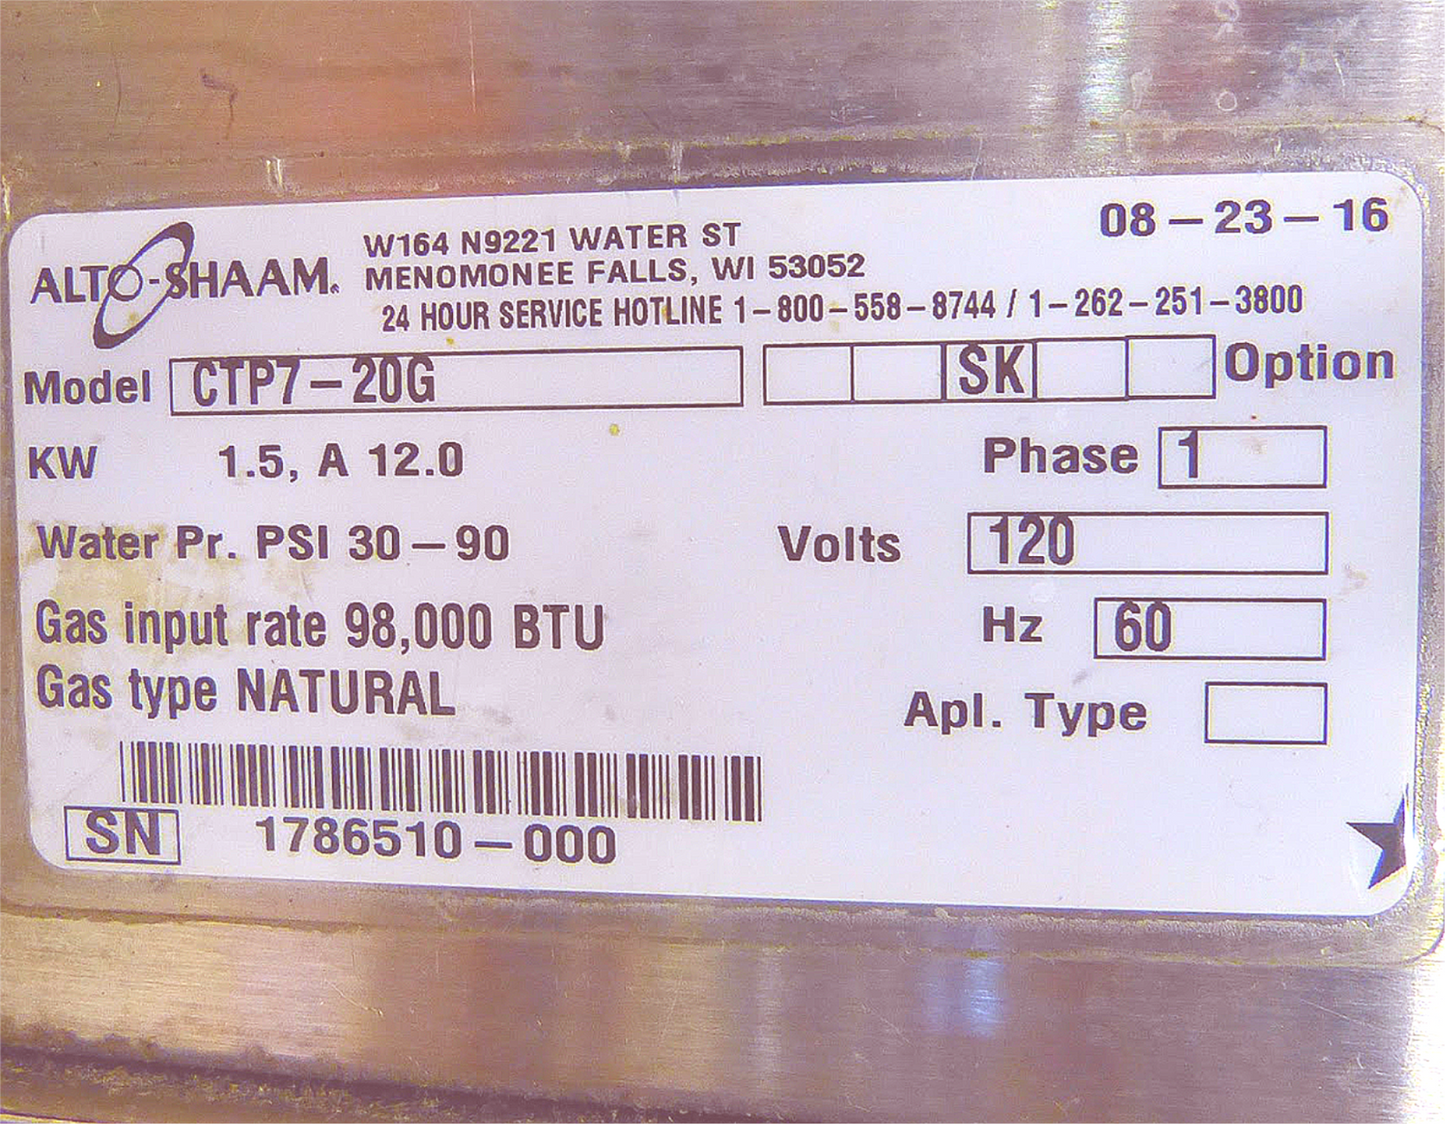 08-23-16
ALTO-SHAAM®
W164 N9221 WATER ST
MENOMONEE FALLS, WI 53052
24 HOUR SERVICE HOTLINE 1-800-558-8744 / 1-262-251-3800
Model CTP7-20G SK Option
KW 1.5, A 12.0 Phase 1
Water Pr. PSI 30-90 Volts 120
Gas input rate 98,000 BTU Hz 60
Gas type NATURAL Apl. Type
SN 1786510-000